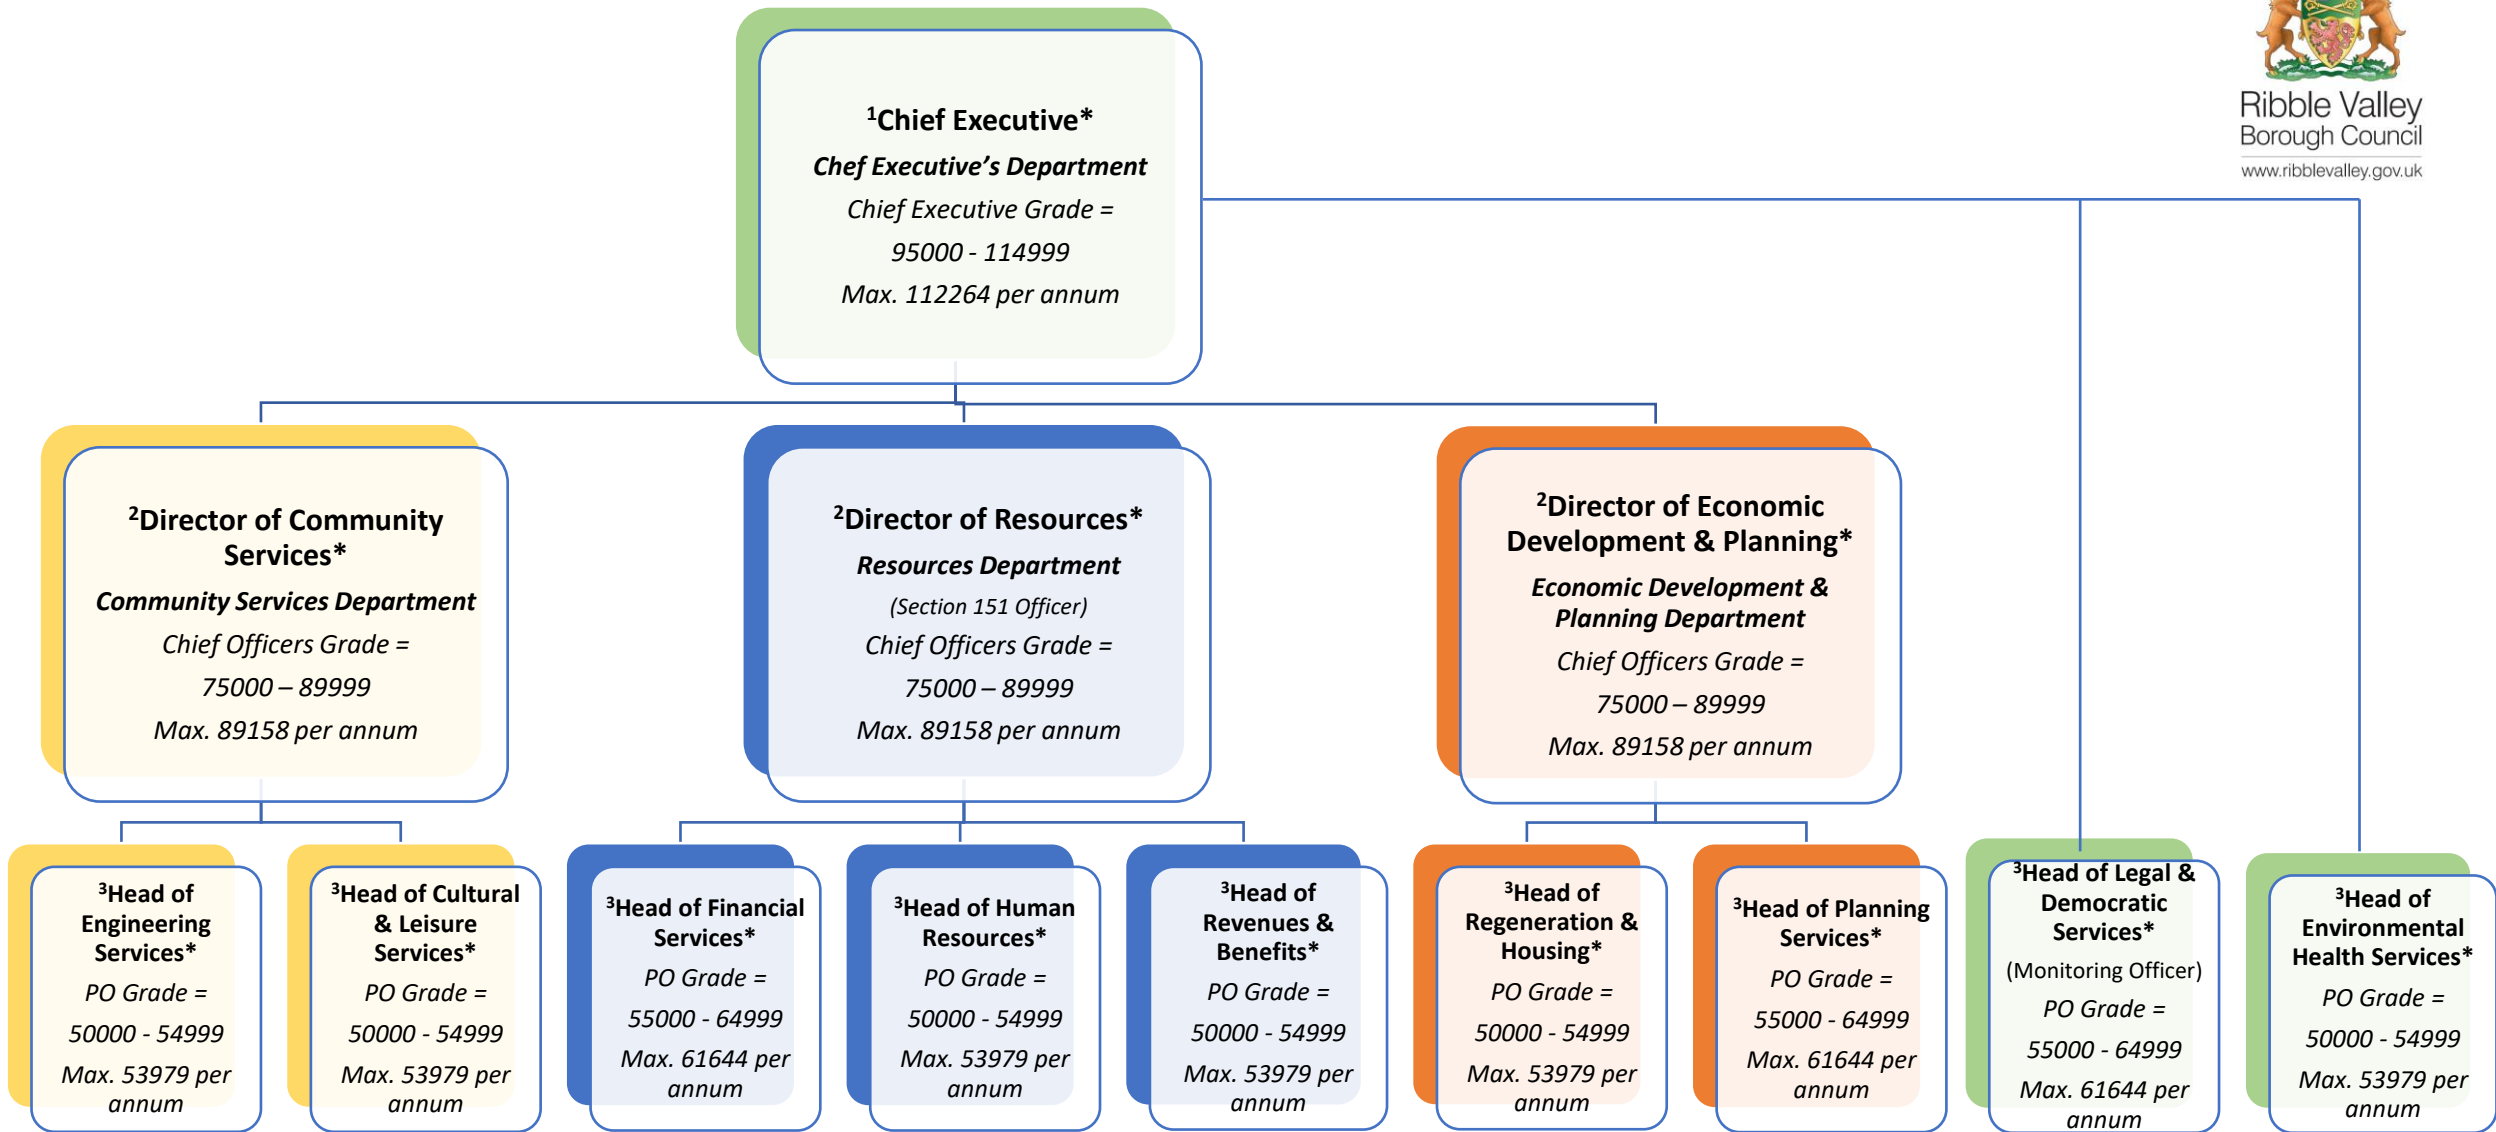 Ribble Valley
Borough Council
www.ribblevalley.gov.uk
¹Chief Executive*
Chef Executive's Department
Chief Executive Grade =
95000 - 114999
Max. 112264 per annum
²Director of Community
Services*
Community Services Department
Chief Officers Grade =
75000 – 89999
Max. 89158 per annum
²Director of Resources*
Resources Department
(Section 151 Officer)
Chief Officers Grade =
75000 – 89999
Max. 89158 per annum
²Director of Economic
Development & Planning*
Economic Development &
Planning Department
Chief Officers Grade =
75000 – 89999
Max. 89158 per annum
³Head of
Engineering
Services*
PO Grade =
50000 - 54999
Max. 53979 per
annum
³Head of Cultural
& Leisure
Services*
PO Grade =
50000 - 54999
Max. 53979 per
annum
³Head of Financial
Services*
PO Grade =
55000 - 64999
Max. 61644 per
annum
³Head of Human
Resources*
PO Grade =
50000 - 54999
Max. 53979 per
annum
³Head of
Revenues &
Benefits*
PO Grade =
50000 - 54999
Max. 53979 per
annum
³Head of
Regeneration &
Housing*
PO Grade =
50000 - 54999
Max. 53979 per
annum
³Head of Planning
Services*
PO Grade =
55000 - 64999
Max. 61644 per
annum
³Head of Legal &
Democratic
Services*
(Monitoring Officer)
PO Grade =
55000 - 64999
Max. 61644 per
annum
³Head of
Environmental
Health Services*
PO Grade =
50000 - 54999
Max. 53979 per
annum